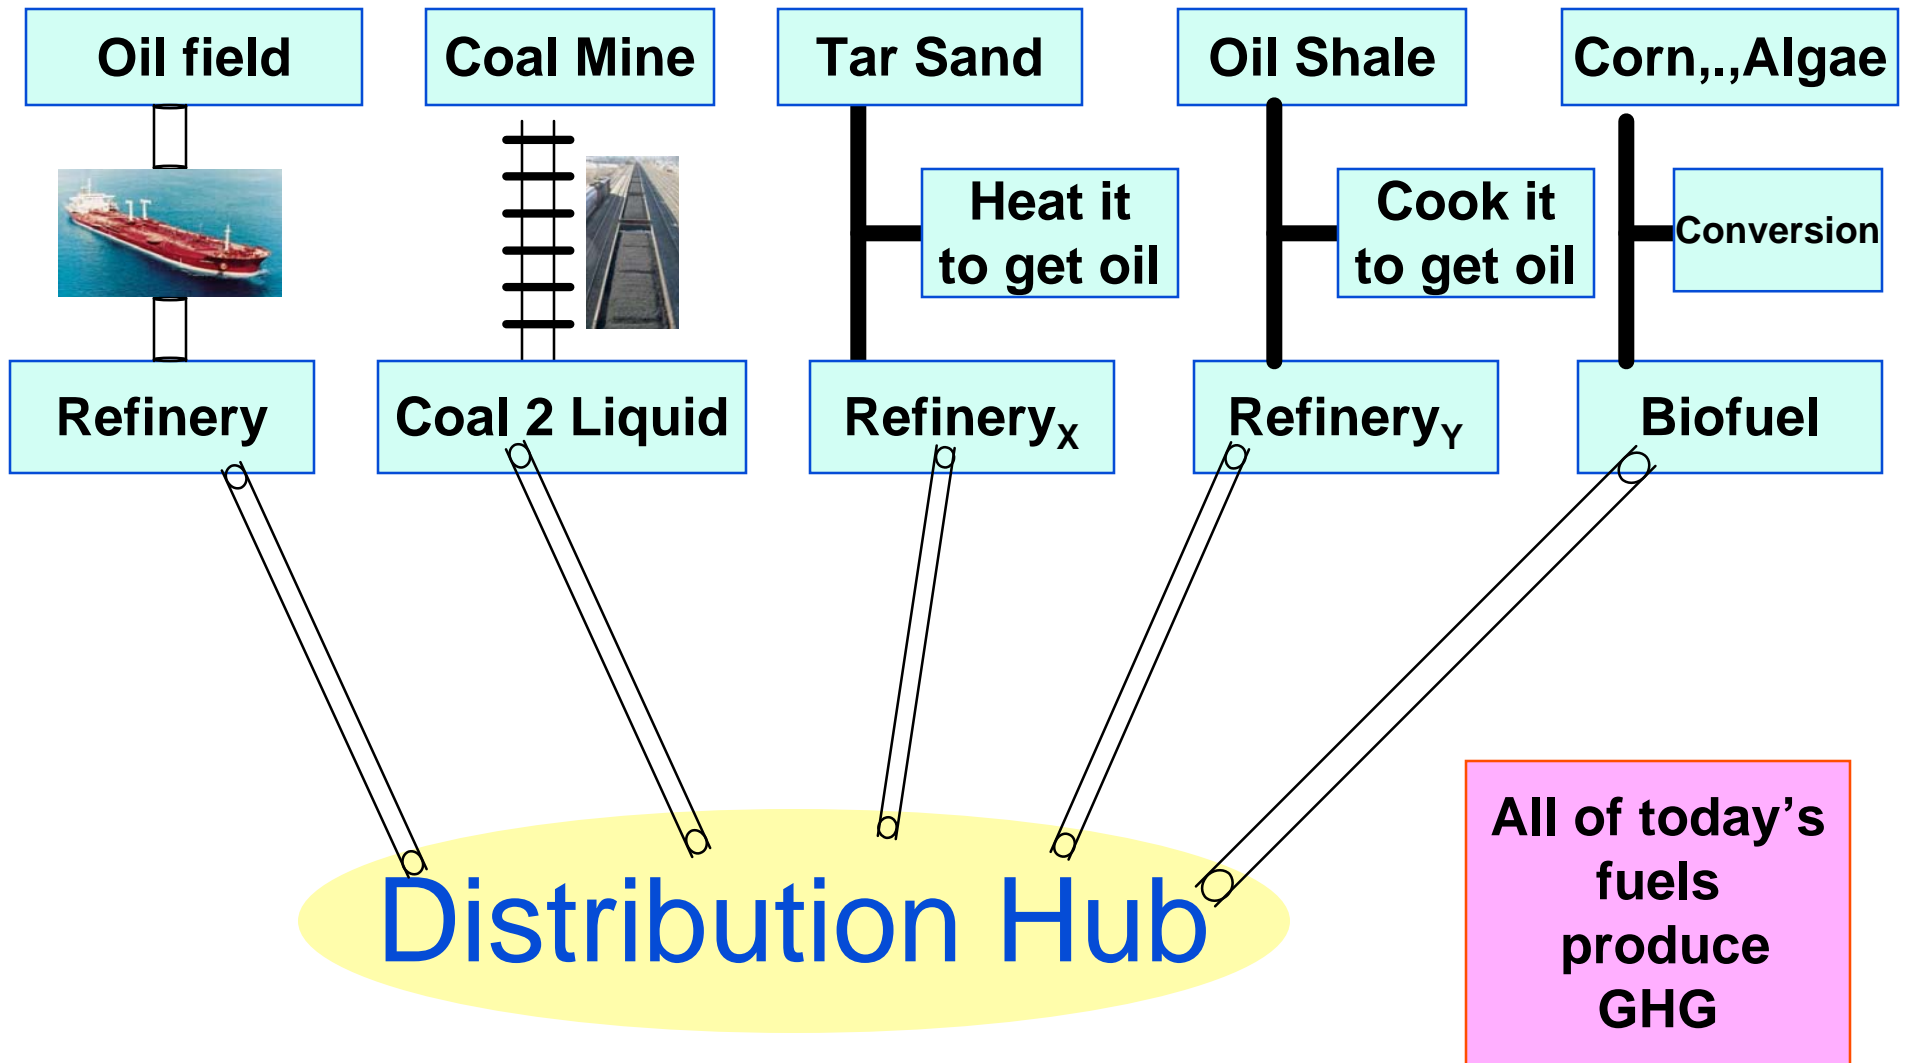 Oil field
Coal Mine
Tar Sand
Oil Shale
Corn,.,Algae
Heat it
to get oil
Cook it
to get oil
Conversion
Refinery
Coal 2 Liquid
RefineryX
RefineryY
Biofuel
Distribution Hub
All of today’s
fuels
produce
GHG